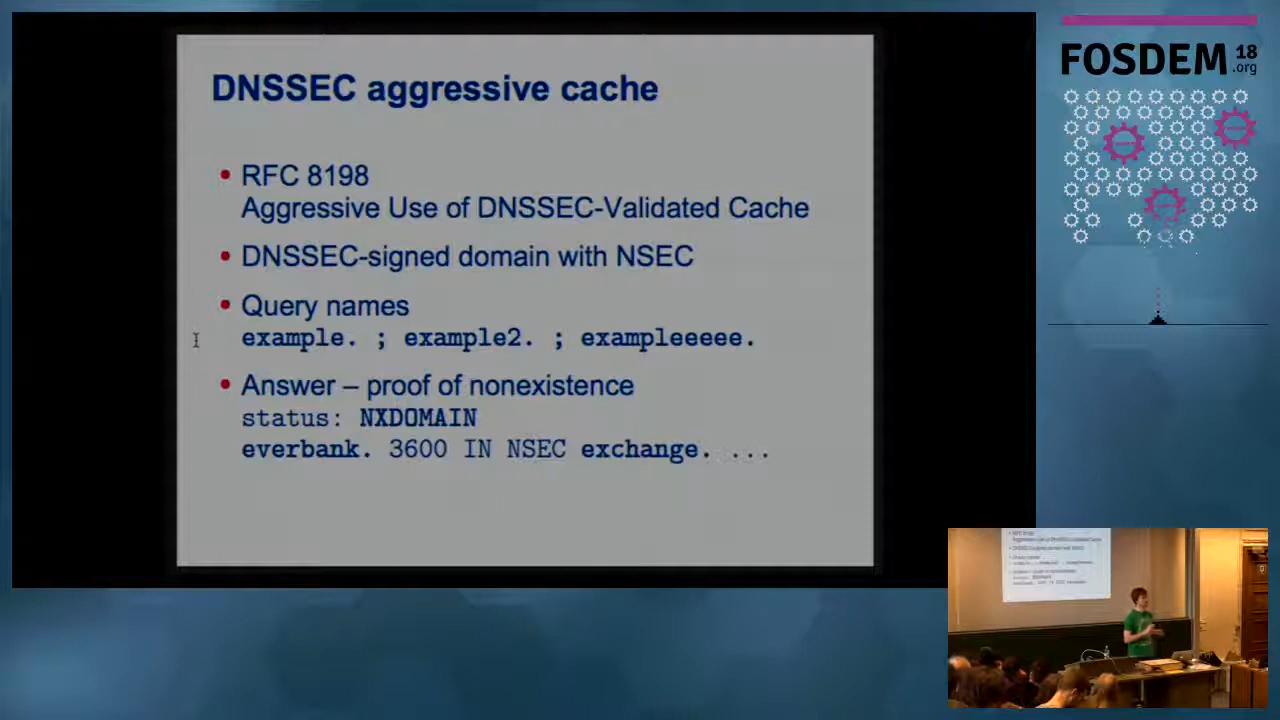 DNSSEC aggressive cache
RFC 8198
Aggressive Use of DNSSEC-Validated Cache
DNSSEC-signed domain with NSEC
Query names
example. ; example2. ; exampleeeee.
Answer – proof of nonexistence
status: NXDOMAIN
everbank. 3600 IN NSEC exchange. ...
FOSDEM 18
.org